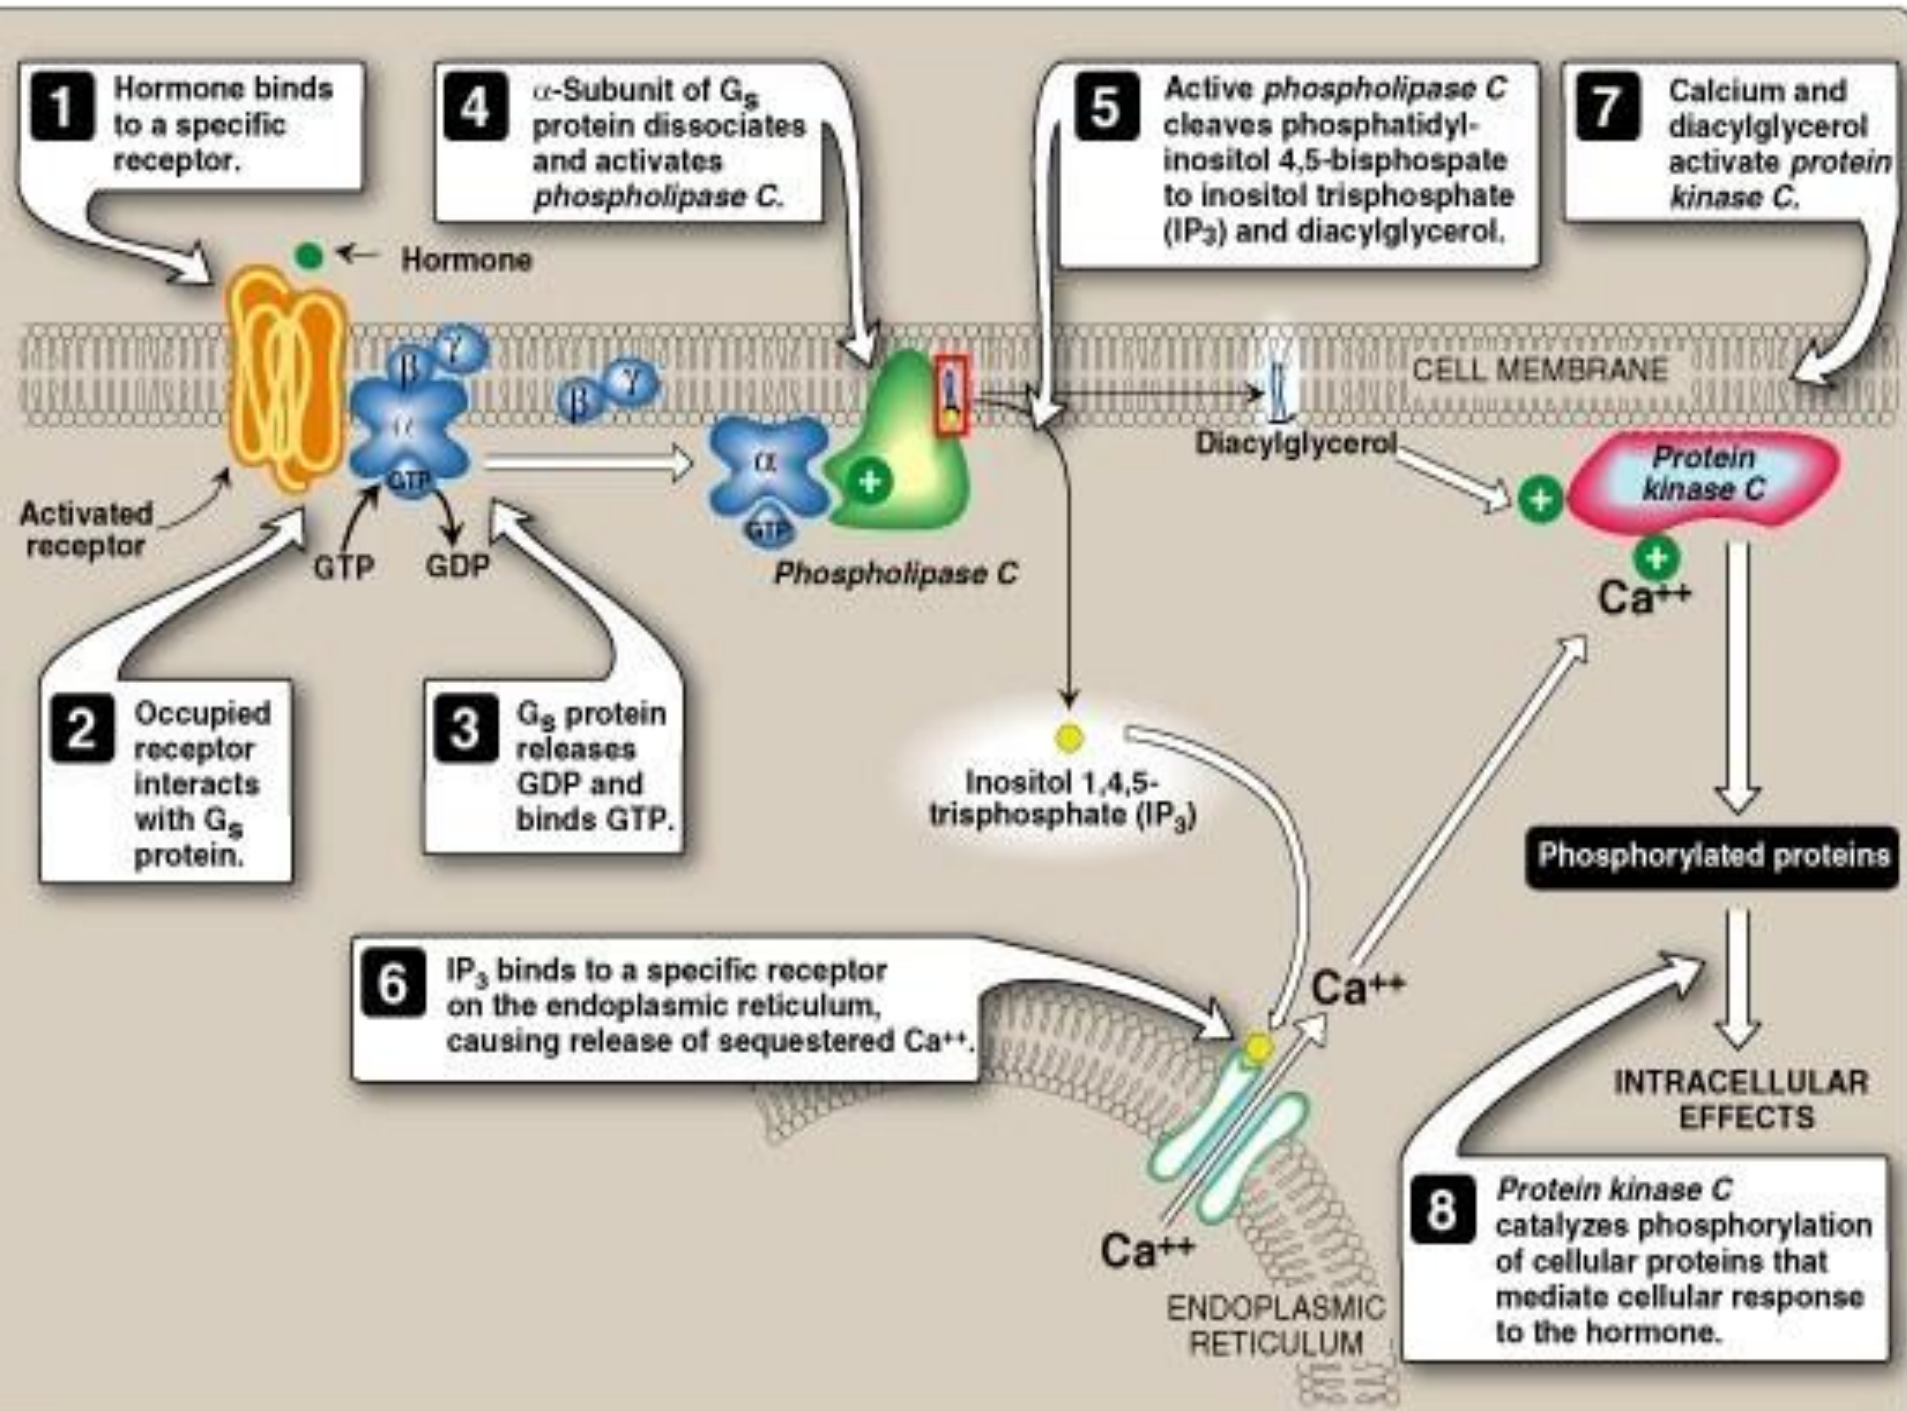 1
Hormone binds
to a specific
receptor.
4
α-Subunit of Gs
protein dissociates
and activates
phospholipase C.
5
Active phospholipase C
cleaves phosphatidyl-
inositol 4,5-bisphospate
to inositol trisphosphate
(IP3) and diacylglycerol.
7
Calcium and
diacylglycerol
activate protein
kinase C.
Hormone
β
γ
α
GTP
β
γ
α
GTP
CELL MEMBRANE
Diacylglycerol
Protein
kinase C
+
+
+
Ca++
Activated
receptor
GTP
GDP
Phospholipase C
2
Occupied
receptor
interacts
with Gs
protein.
3
Gs protein
releases
GDP and
binds GTP.
Inositol 1,4,5-
trisphosphate (IP3)
Phosphorylated proteins
6
IP3 binds to a specific receptor
on the endoplasmic reticulum,
causing release of sequestered Ca++.
Ca++
INTRACELLULAR
EFFECTS
Ca++
ENDOPLASMIC
RETICULUM
8
Protein kinase C
catalyzes phosphorylation
of cellular proteins that
mediate cellular response
to the hormone.